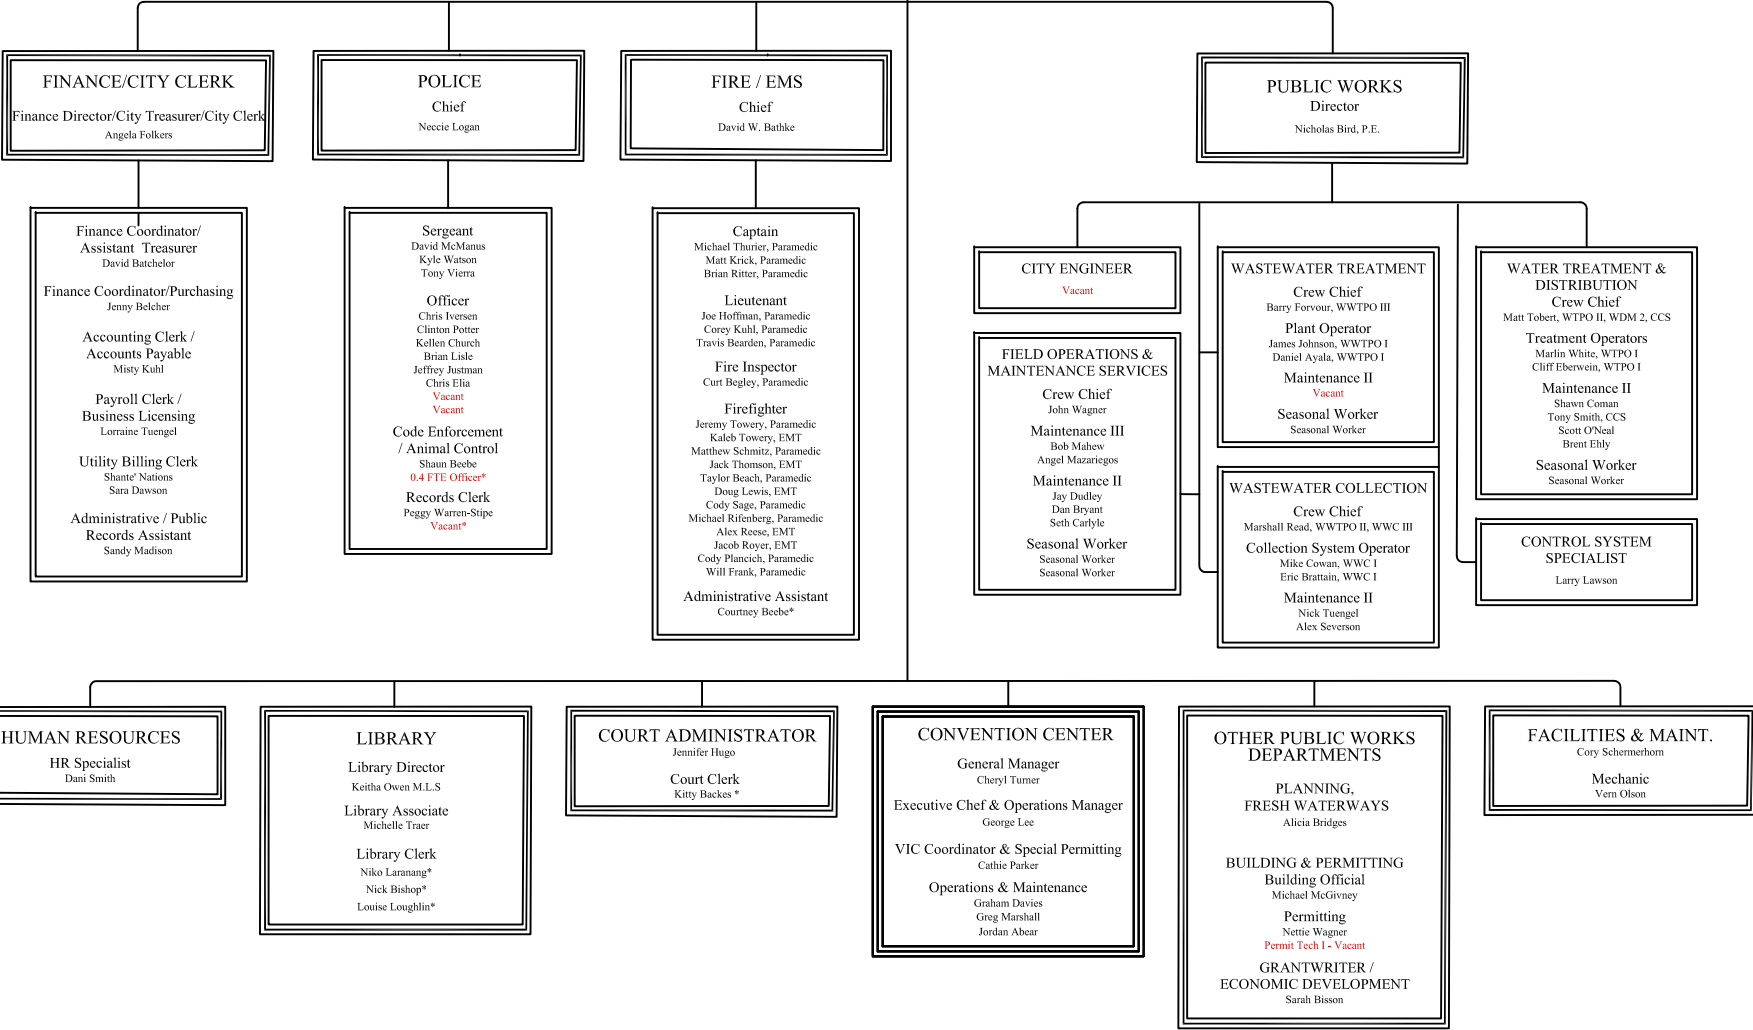 FINANCE/CITY CLERK
Finance Director/City Treasurer/City Clerk
Angela Folkers
POLICE
Chief
Neccie Logan
FIRE / EMS
Chief
David W. Bathke
PUBLIC WORKS
Director
Nicholas Bird, P.E.
Finance Coordinator/
Assistant Treasurer
David Batchelor
Finance Coordinator/Purchasing
Jenny Belcher
Accounting Clerk /
Accounts Payable
Misty Kuhl
Payroll Clerk /
Business Licensing
Lorraine Tuengel
Utility Billing Clerk
Shante' Nations
Sara Dawson
Administrative / Public
Records Assistant
Sandy Madison
Sergeant
David McManus
Kyle Watson
Tony Vierra
Officer
Chris Iversen
Clinton Potter
Kellen Church
Brian Lisle
Jeffrey Justman
Chris Elia
Vacant
Vacant
Code Enforcement
/ Animal Control
Shaun Beebe
0.4 FTE Officer*
Records Clerk
Peggy Warren-Stipe
Vacant*
Captain
Michael Thurier, Paramedic
Matt Krick, Paramedic
Brian Ritter, Paramedic
Lieutenant
Joe Hoffman, Paramedic
Corey Kuhl, Paramedic
Travis Bearden, Paramedic
Fire Inspector
Curt Begley, Paramedic
Firefighter
Jeremy Towery, Paramedic
Kaleb Towery, EMT
Matthew Schmitz, Paramedic
Jack Thomson, EMT
Taylor Beach, Paramedic
Doug Lewis, EMT
Cody Sage, Paramedic
Michael Rifenberg, Paramedic
Alex Reese, EMT
Jacob Royer, EMT
Cody Plancich, Paramedic
Will Frank, Paramedic
Administrative Assistant
Courtney Beebe*
CITY ENGINEER
Vacant
FIELD OPERATIONS &
MAINTENANCE SERVICES
Crew Chief
John Wagner
Maintenance III
Bob Mahew
Angel Mazariegos
Maintenance II
Jay Dudley
Dan Bryant
Seth Carlyle
Seasonal Worker
Seasonal Worker
Seasonal Worker
WASTEWATER TREATMENT
Crew Chief
Barry Forvour, WWTPO III
Plant Operator
James Johnson, WWTPO I
Daniel Ayala, WWTPO I
Maintenance II
Vacant
Seasonal Worker
Seasonal Worker
WASTEWATER COLLECTION
Crew Chief
Marshall Read, WWTPO II, WWC III
Collection System Operator
Mike Cowan, WWC I
Eric Brattain, WWC I
Maintenance II
Nick Tuengel
Alex Severson
WATER TREATMENT &
DISTRIBUTION
Crew Chief
Matt Tobert, WTPO II, WDM 2, CCS
Treatment Operators
Marlin White, WTPO I
Cliff Eberwein, WTPO I
Maintenance II
Shawn Coman
Tony Smith, CCS
Scott O'Neal
Brent Ehly
Seasonal Worker
Seasonal Worker
CONTROL SYSTEM
SPECIALIST
Larry Lawson
HUMAN RESOURCES
HR Specialist
Dani Smith
LIBRARY
Library Director
Keitha Owen M.L.S
Library Associate
Michelle Traer
Library Clerk
Niko Laranang*
Nick Bishop*
Louise Loughlin*
COURT ADMINISTRATOR
Jennifer Hugo
Court Clerk
Kitty Backes *
CONVENTION CENTER
General Manager
Cheryl Turner
Executive Chef & Operations Manager
George Lee
VIC Coordinator & Special Permitting
Cathie Parker
Operations & Maintenance
Graham Davies
Greg Marshall
Jordan Abear
OTHER PUBLIC WORKS
DEPARTMENTS
PLANNING,
FRESH WATERWAYS
Alicia Bridges
BUILDING & PERMITTING
Building Official
Michael McGivney
Permitting
Nettie Wagner
Permit Tech I - Vacant
GRANTWRITER /
ECONOMIC DEVELOPMENT
Sarah Bisson
FACILITIES & MAINT.
Cory Schermerhorn
Mechanic
Vern Olson